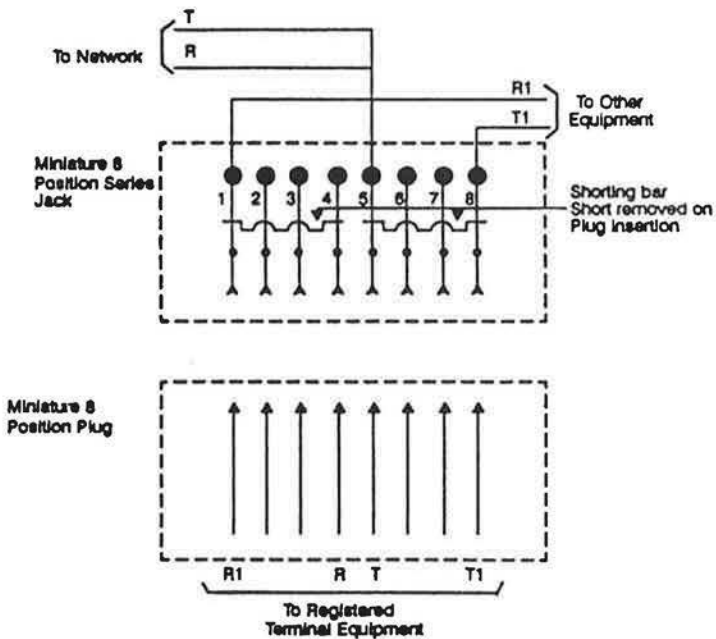 T
To Network
R
R1
To Other
Equipment
T1
Miniature 8
Position Series
Jack
1 2 3 4 5 6 7 8
Shorting bar
Short removed on
Plug insertion
Miniature 8
Position Plug
R1 R T T1
To Registered
Terminal Equipment